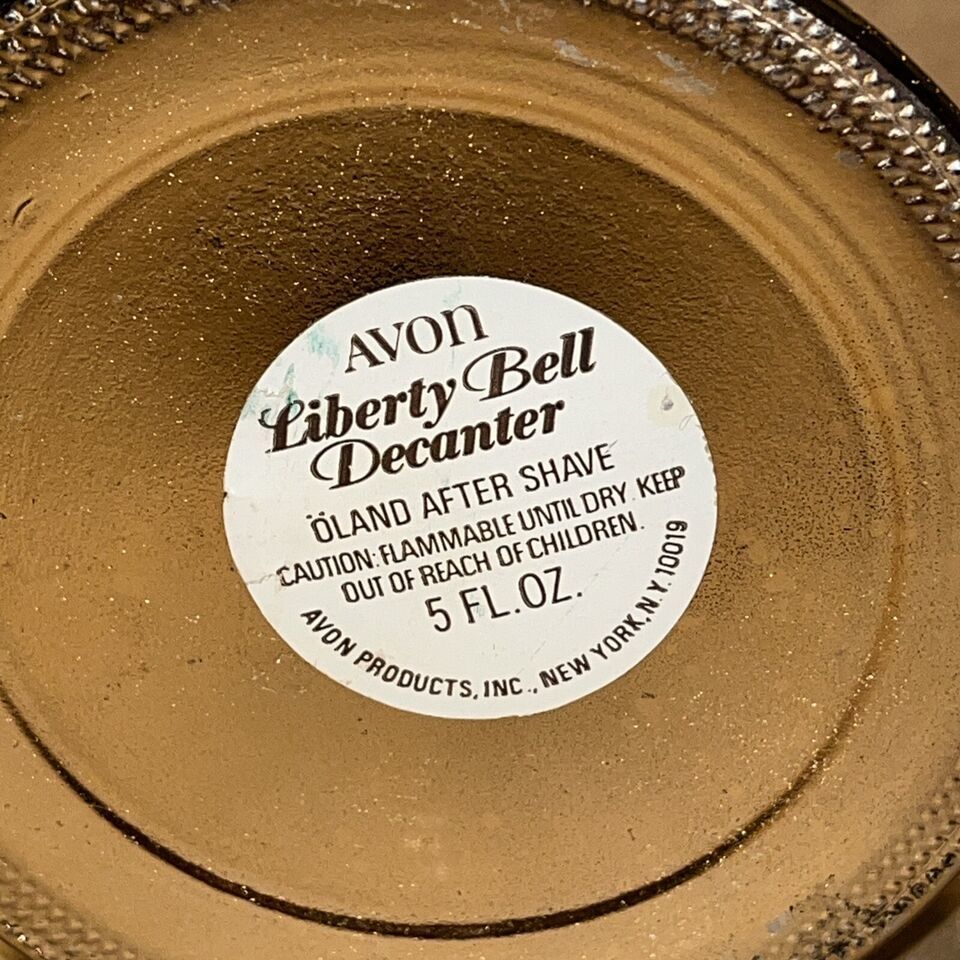 AVON
Liberty Bell
Decanter
ÖLAND AFTER SHAVE
CAUTION: FLAMMABLE UNTIL DRY. KEEP
OUT OF REACH OF CHILDREN.
5 FL. OZ.
AVON PRODUCTS, INC., NEW YORK, N.Y. 10019